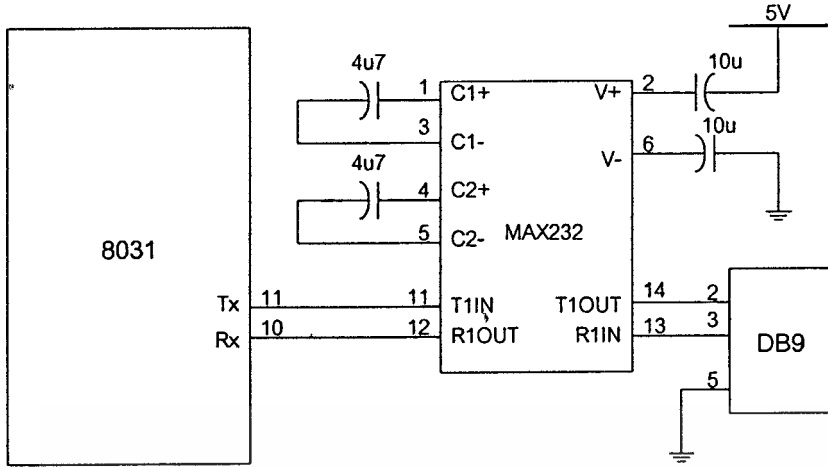 5V
4u7
10u
1 C1+ V+ 2
3 C1-
10u
4u7
V- 6
4 C2+
5 C2-
MAX232
8031
Tx 11 11 T1IN T1OUT 14 2
Rx 10 12 R1OUT R1IN 13 3
DB9
5